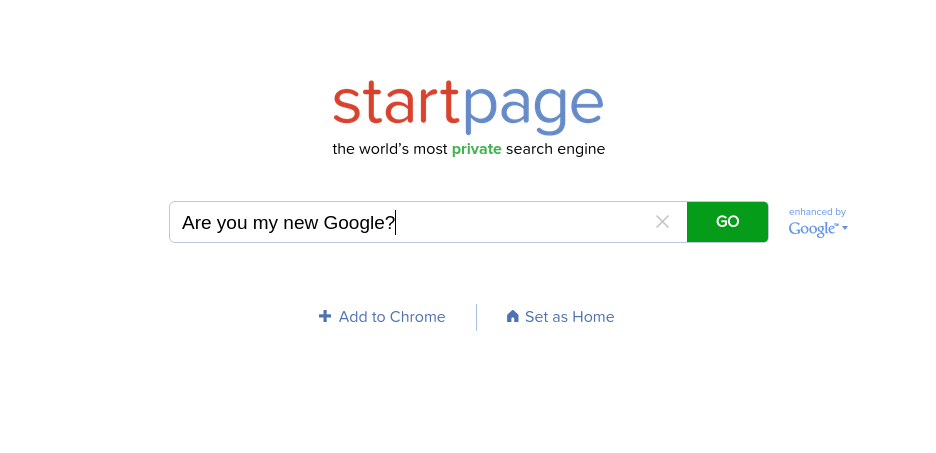 startpage
the world's most private search engine
Are you my new Google?
GO
enhanced by
Google™
Add to Chrome
Set as Home